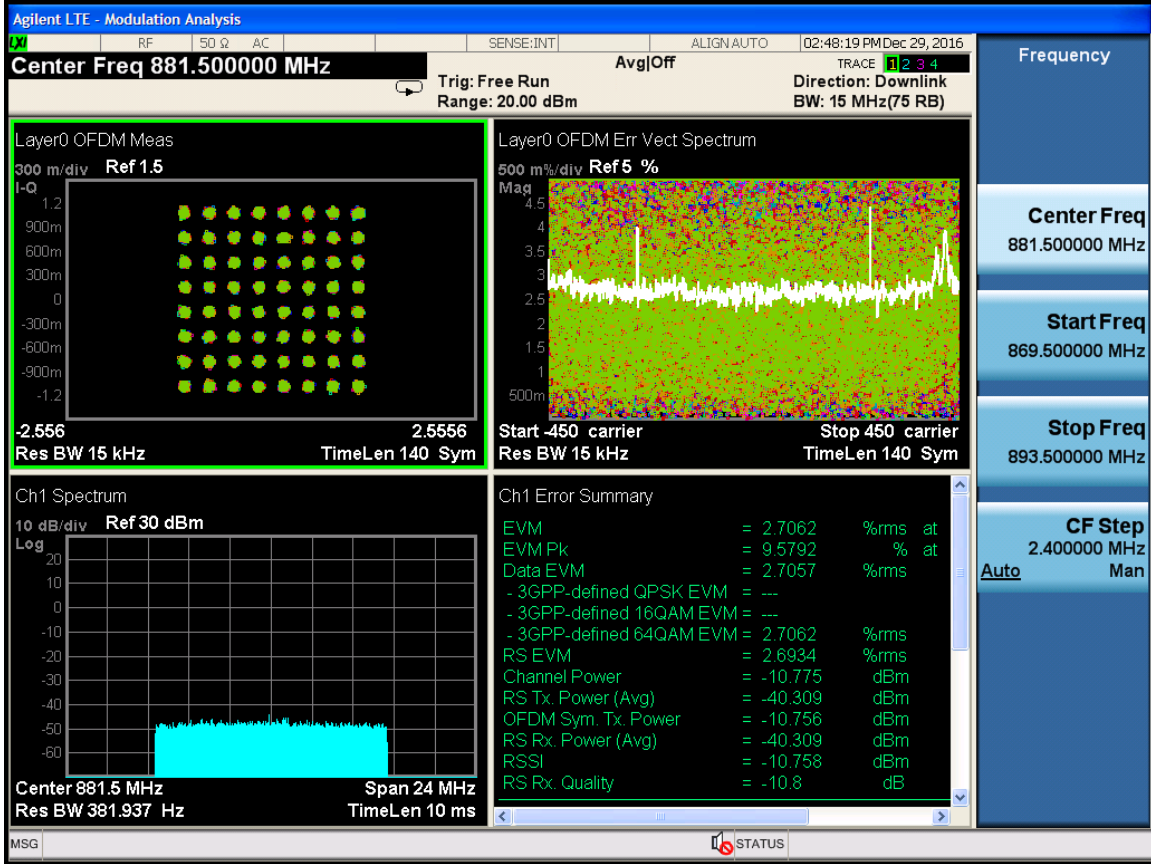 Agilent LTE - Modulation Analysis
LXI RF 50 Ω AC SENSE:INT ALIGN AUTO 02:48:19 PM Dec 29, 2016
Center Freq 881.500000 MHz Avg|Off TRACE 1 2 3 4
Trig: Free Run Direction: Downlink
Range: 20.00 dBm BW: 15 MHz(75 RB)
Layer0 OFDM Meas
300 m/div Ref 1.5
I-Q
1.2
900m
600m
300m
0
-300m
-600m
-900m
-1.2
-2.556 2.5556
Res BW 15 kHz TimeLen 140 Sym
Layer0 OFDM Err Vect Spectrum
500 m%/div Ref 5 %
Mag
4.5
4
3.5
3
2.5
2
1.5
1
500m
Start -450 carrier Stop 450 carrier
Res BW 15 kHz TimeLen 140 Sym
Ch1 Spectrum
10 dB/div Ref 30 dBm
Log
20
10
0
-10
-20
-30
-40
-50
-60
Center 881.5 MHz Span 24 MHz
Res BW 381.937 Hz TimeLen 10 ms
Ch1 Error Summary
EVM = 2.7062 %rms at
EVM Pk = 9.5792 % at
Data EVM = 2.7057 %rms
- 3GPP-defined QPSK EVM = ---
- 3GPP-defined 16QAM EVM = ---
- 3GPP-defined 64QAM EVM = 2.7062 %rms
RS EVM = 2.6934 %rms
Channel Power = -10.775 dBm
RS Tx. Power (Avg) = -40.309 dBm
OFDM Sym. Tx. Power = -10.756 dBm
RS Rx. Power (Avg) = -40.309 dBm
RSSI = -10.758 dBm
RS Rx. Quality = -10.8 dB
Frequency
Center Freq
881.500000 MHz
Start Freq
869.500000 MHz
Stop Freq
893.500000 MHz
CF Step
2.400000 MHz
Auto Man
MSG STATUS